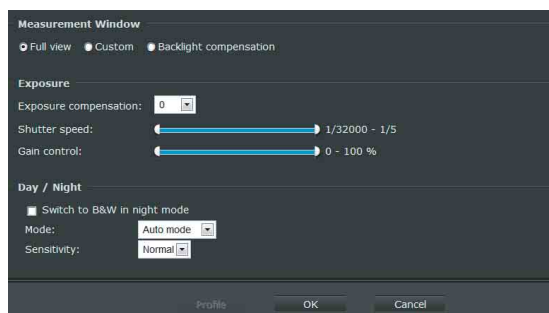 Measurement Window
Full view Custom Backlight compensation
Exposure
Exposure compensation: 0
Shutter speed: 1/32000 - 1/5
Gain control: 0 - 100 %
Day / Night
Switch to B&W in night mode
Mode: Auto mode
Sensitivity: Normal
Profile OK Cancel